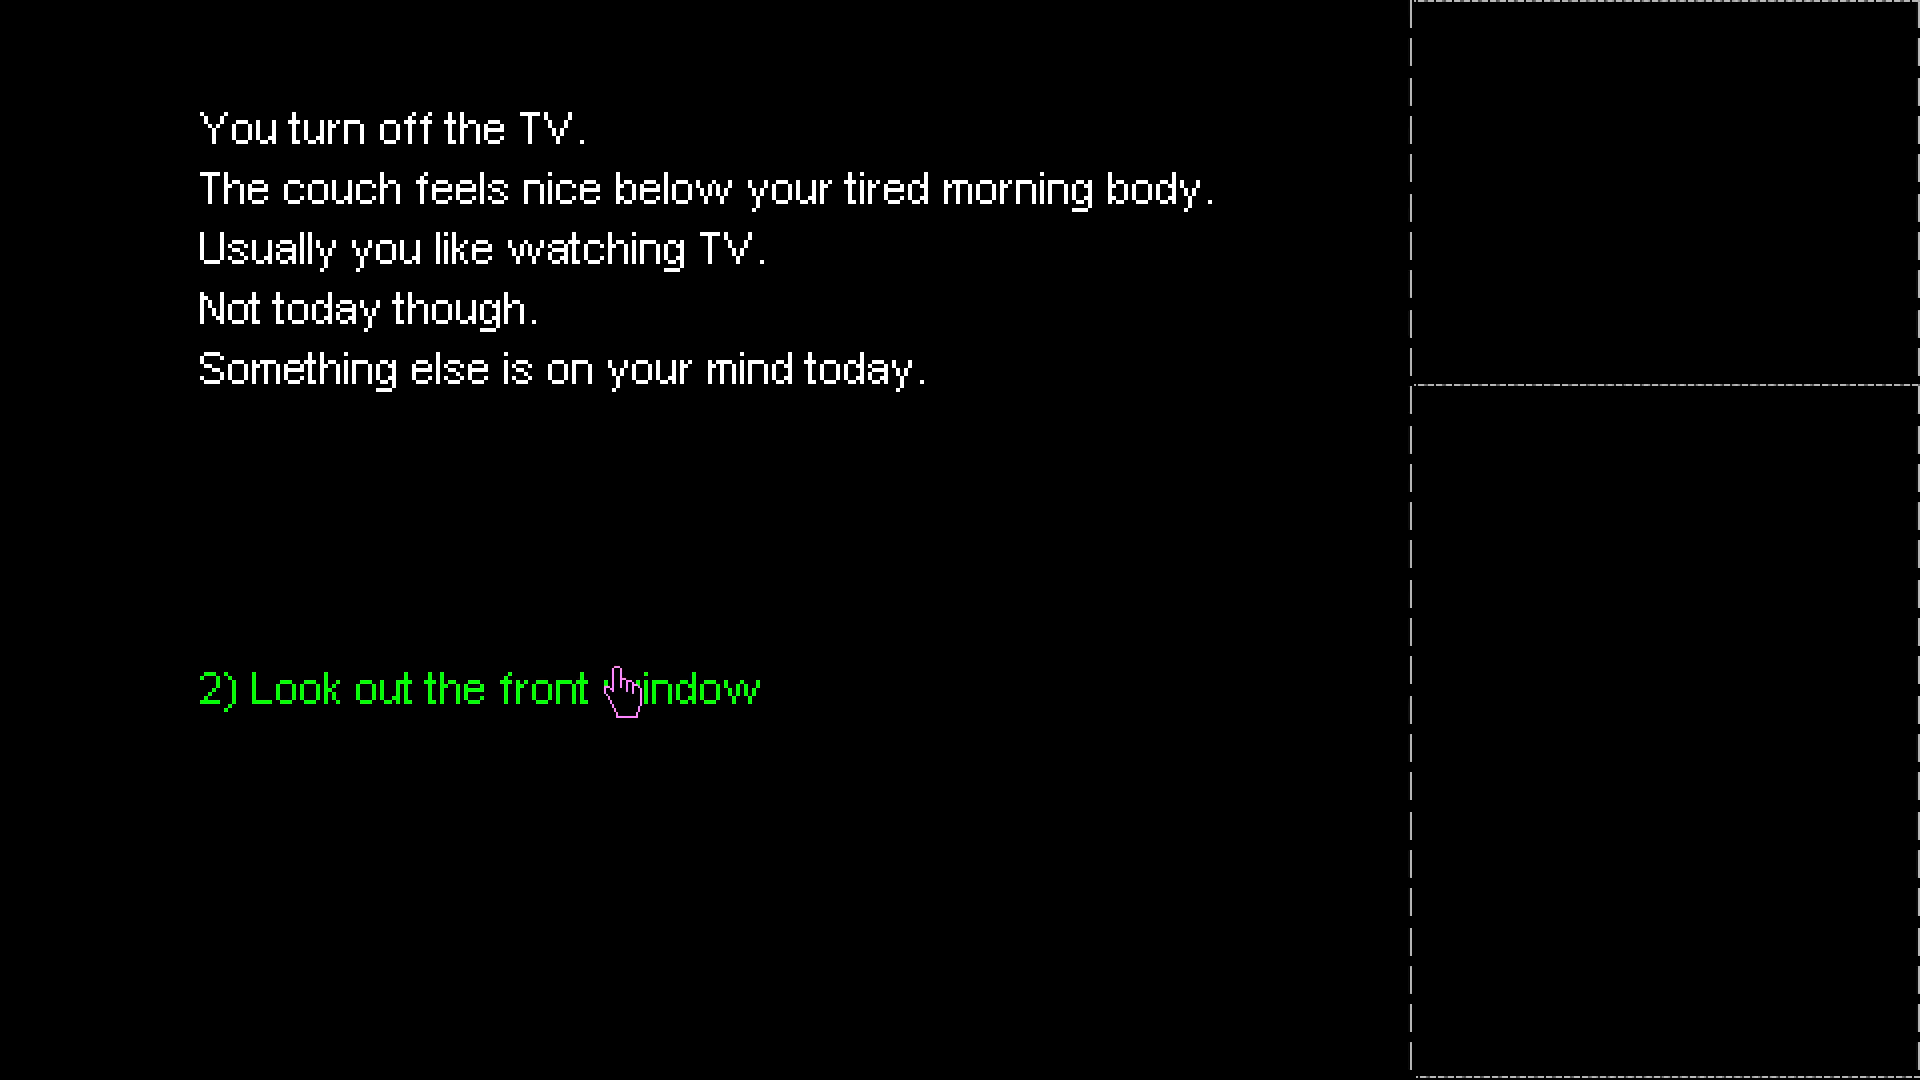 You turn off the TV.
The couch feels nice below your tired morning body.
Usually you like watching TV.
Not today though.
Something else is on your mind today.
2) Look out the front window